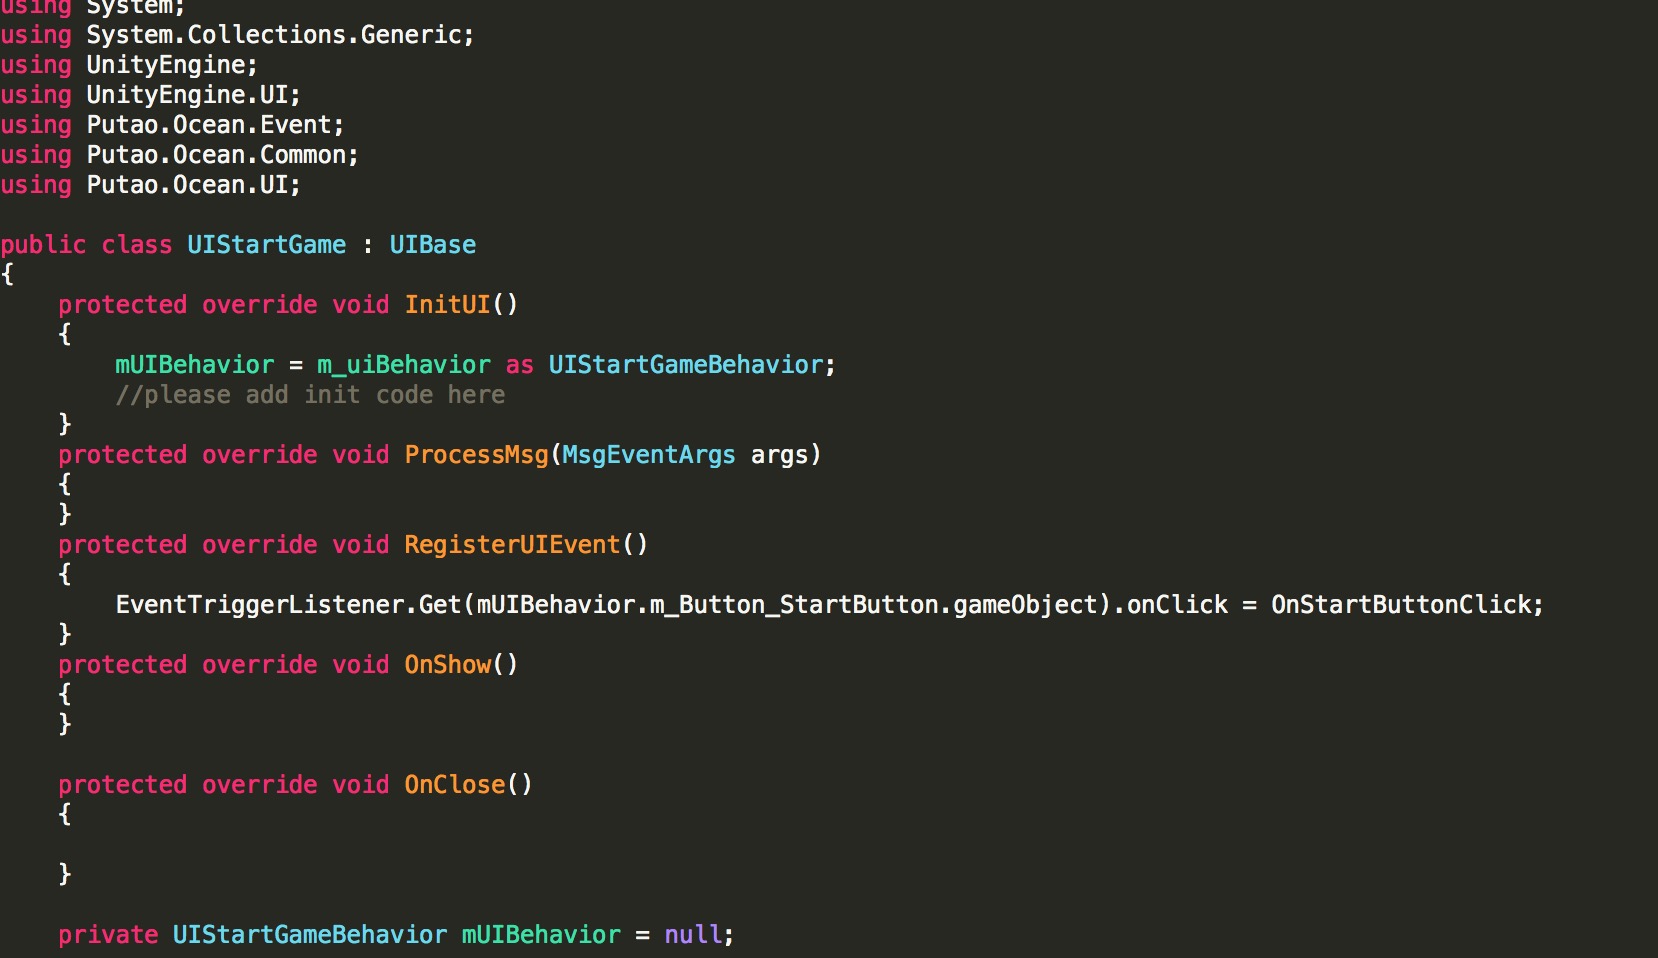 using System;
using System.Collections.Generic;
using UnityEngine;
using UnityEngine.UI;
using Putao.Ocean.Event;
using Putao.Ocean.Common;
using Putao.Ocean.UI;

public class UIStartGame : UIBase
{
    protected override void InitUI()
    {
        mUIBehavior = m_uiBehavior as UIStartGameBehavior;
        //please add init code here
    }
    protected override void ProcessMsg(MsgEventArgs args)
    {
    }
    protected override void RegisterUIEvent()
    {
        EventTriggerListener.Get(mUIBehavior.m_Button_StartButton.gameObject).onClick = OnStartButtonClick;
    }
    protected override void OnShow()
    {
    }

    protected override void OnClose()
    {

    }

    private UIStartGameBehavior mUIBehavior = null;